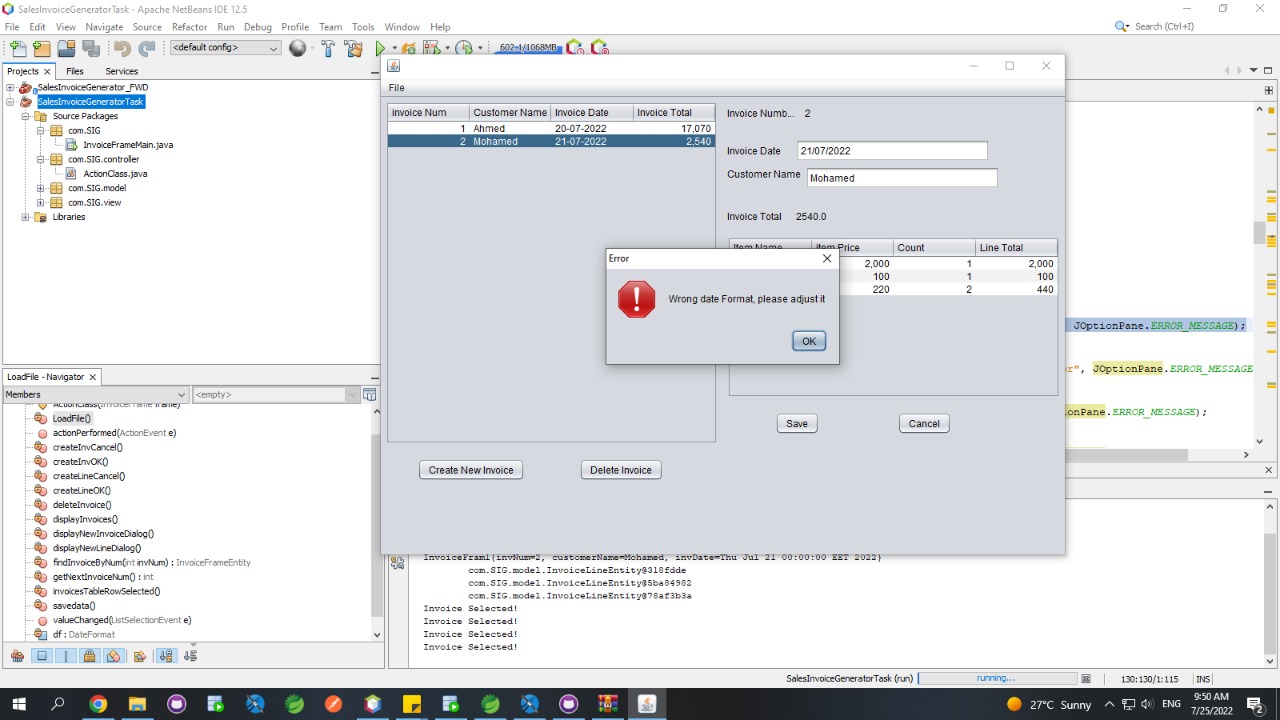 SalesInvoiceGeneratorTask - Apache NetBeans IDE 12.5
File Edit View Navigate Source Refactor Run Debug Profile Team Tools Window Help
Search (Ctrl+I)
<default config>
602.1/1068MB
Projects Files Services
SalesInvoiceGenerator_FWD
SalesInvoiceGeneratorTask
Source Packages
com.SIG
InvoiceFrameMain.java
com.SIG.controller
ActionClass.java
com.SIG.model
com.SIG.view
Libraries
LoadFile - Navigator
Members
<empty>
ActionClass(InvoiceFrame frame)
LoadFile()
actionPerformed(ActionEvent e)
createInvCancel()
createInvOK()
createLineCancel()
createLineOK()
deleteInvoice()
displayInvoices()
displayNewInvoiceDialog()
displayNewLineDialog()
findInvoiceByNum(int invNum) : InvoiceFrameEntity
getNextInvoiceNum() : int
invoicesTableRowSelected()
savedata()
valueChanged(ListSelectionEvent e)
df : DateFormat
File
Invoice Num Customer Name Invoice Date Invoice Total
1 Ahmed 20-07-2022 17,070
2 Mohamed 21-07-2022 2,540
Create New Invoice
Delete Invoice
Invoice Numb... 2
Invoice Date 21/07/2022
Customer Name Mohamed
Invoice Total 2540.0
Item Name Item Price Count Line Total
2,000 1 2,000
100 1 100
220 2 440
Save
Cancel
Error
Wrong date Format, please adjust it
OK
JOptionPane.ERROR_MESSAGE);
", JOptionPane.ERROR_MESSAGE
Pane.ERROR_MESSAGE);
InvoiceFram1{invNum=2, customerName=Mohamed, invDate=Thu Jul 21 00:00:00 EET 2022}
com.SIG.model.InvoiceLineEntity@318fdde
com.SIG.model.InvoiceLineEntity@5ba84982
com.SIG.model.InvoiceLineEntity@78af3b3a
Invoice Selected!
Invoice Selected!
Invoice Selected!
Invoice Selected!
SalesInvoiceGeneratorTask (run)
running...
130:130/1:115
INS
27°C Sunny
ENG
9:50 AM
7/25/2022
2